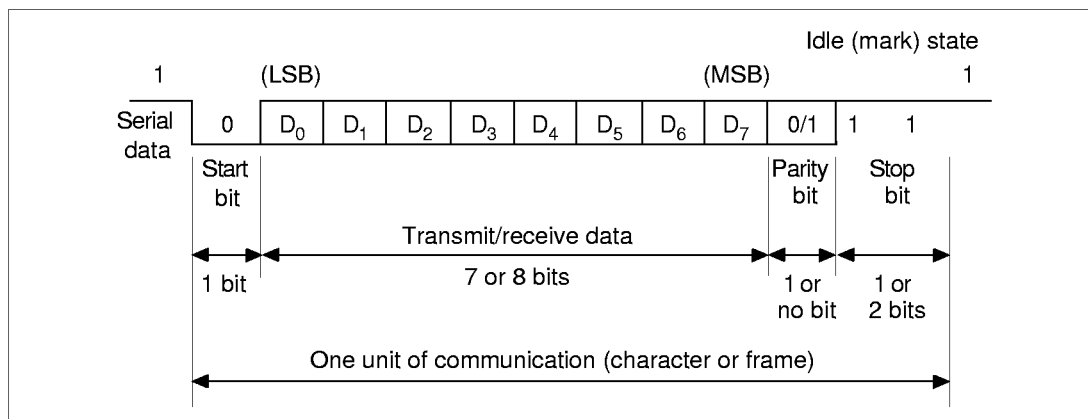 Idle (mark) state
1 (LSB) (MSB) 1
Serial data 0 D₀ D₁ D₂ D₃ D₄ D₅ D₆ D₇ 0/1 1 1
Start bit
Parity bit
Stop bit
Transmit/receive data
1 bit
7 or 8 bits
1 or no bit
1 or 2 bits
One unit of communication (character or frame)